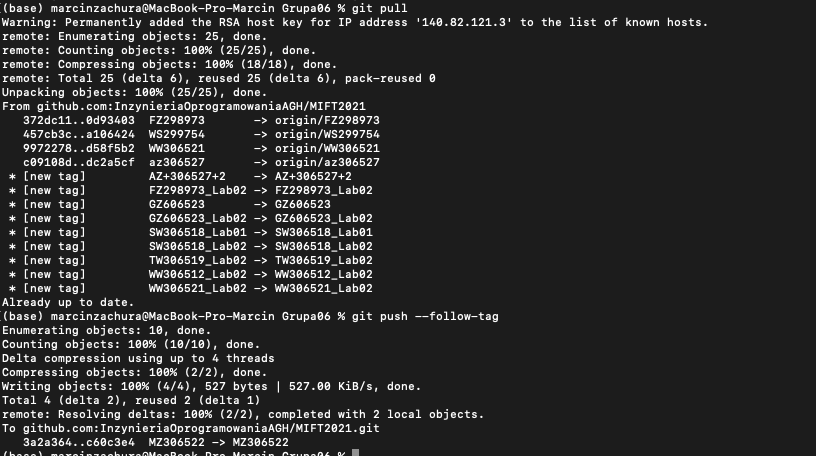 (base) marcinzachura@MacBook-Pro-Marcin Grupa06 % git pull
Warning: Permanently added the RSA host key for IP address '140.82.121.3' to the list of known hosts.
remote: Enumerating objects: 25, done.
remote: Counting objects: 100% (25/25), done.
remote: Compressing objects: 100% (18/18), done.
remote: Total 25 (delta 6), reused 25 (delta 6), pack-reused 0
Unpacking objects: 100% (25/25), done.
From github.com:InzynieriaOprogramowaniaAGH/MIFT2021
   372dc11..0d93403  FZ298973       -> origin/FZ298973
   457cb3c..a106424  WS299754       -> origin/WS299754
   9972278..d58f5b2  WW306521       -> origin/WW306521
   c09108d..dc2a5cf  az306527       -> origin/az306527
 * [new tag]         AZ+306527+2    -> AZ+306527+2
 * [new tag]         FZ298973_Lab02 -> FZ298973_Lab02
 * [new tag]         GZ606523       -> GZ606523
 * [new tag]         GZ606523_Lab02 -> GZ606523_Lab02
 * [new tag]         SW306518_Lab01 -> SW306518_Lab01
 * [new tag]         SW306518_Lab02 -> SW306518_Lab02
 * [new tag]         TW306519_Lab02 -> TW306519_Lab02
 * [new tag]         WW306512_Lab02 -> WW306512_Lab02
 * [new tag]         WW306521_Lab02 -> WW306521_Lab02
Already up to date.
(base) marcinzachura@MacBook-Pro-Marcin Grupa06 % git push --follow-tag
Enumerating objects: 10, done.
Counting objects: 100% (10/10), done.
Delta compression using up to 4 threads
Compressing objects: 100% (2/2), done.
Writing objects: 100% (4/4), 527 bytes | 527.00 KiB/s, done.
Total 4 (delta 2), reused 2 (delta 1)
remote: Resolving deltas: 100% (2/2), completed with 2 local objects.
To github.com:InzynieriaOprogramowaniaAGH/MIFT2021.git
   3a2a364..c60c3e4  MZ306522 -> MZ306522
(base) marcinzachura@MacBook-Pro-Marcin Grupa06 %